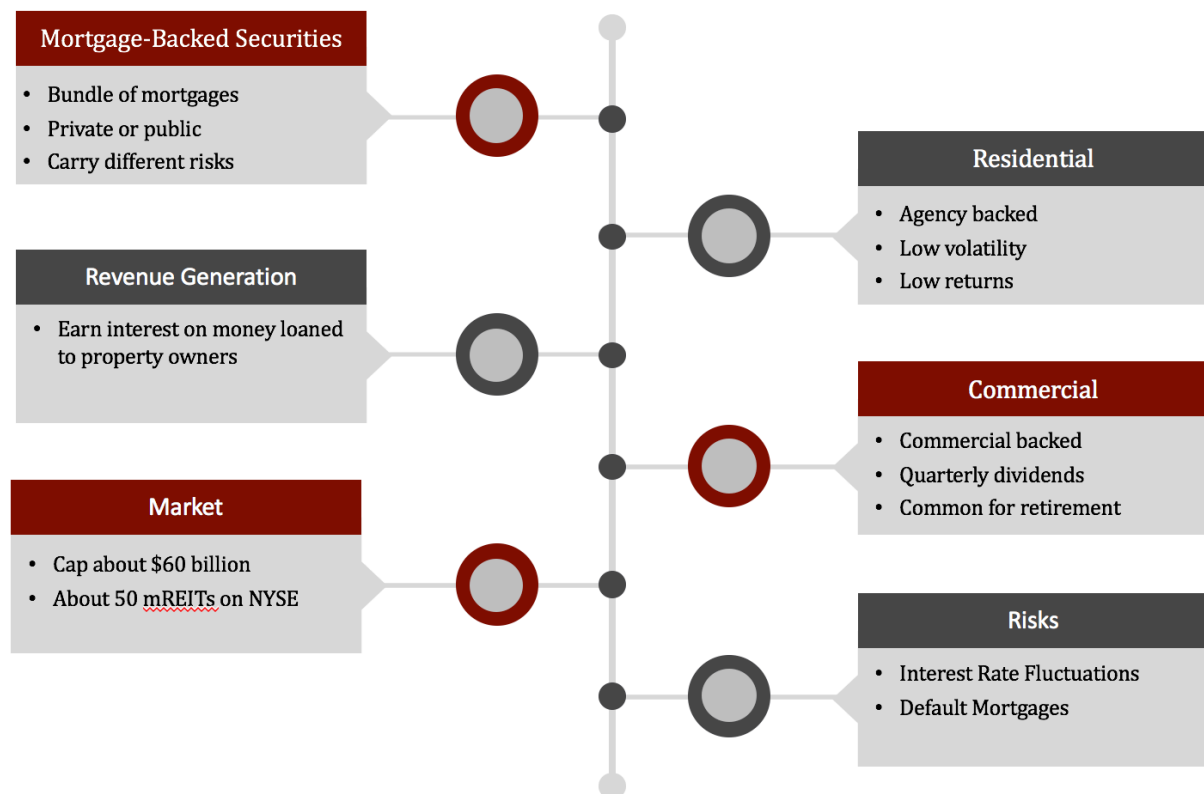 Mortgage-Backed Securities
• Bundle of mortgages
• Private or public
• Carry different risks
Residential
• Agency backed
• Low volatility
• Low returns
Revenue Generation
• Earn interest on money loaned
to property owners
Commercial
• Commercial backed
• Quarterly dividends
• Common for retirement
Market
• Cap about $60 billion
• About 50 mREITs on NYSE
Risks
• Interest Rate Fluctuations
• Default Mortgages